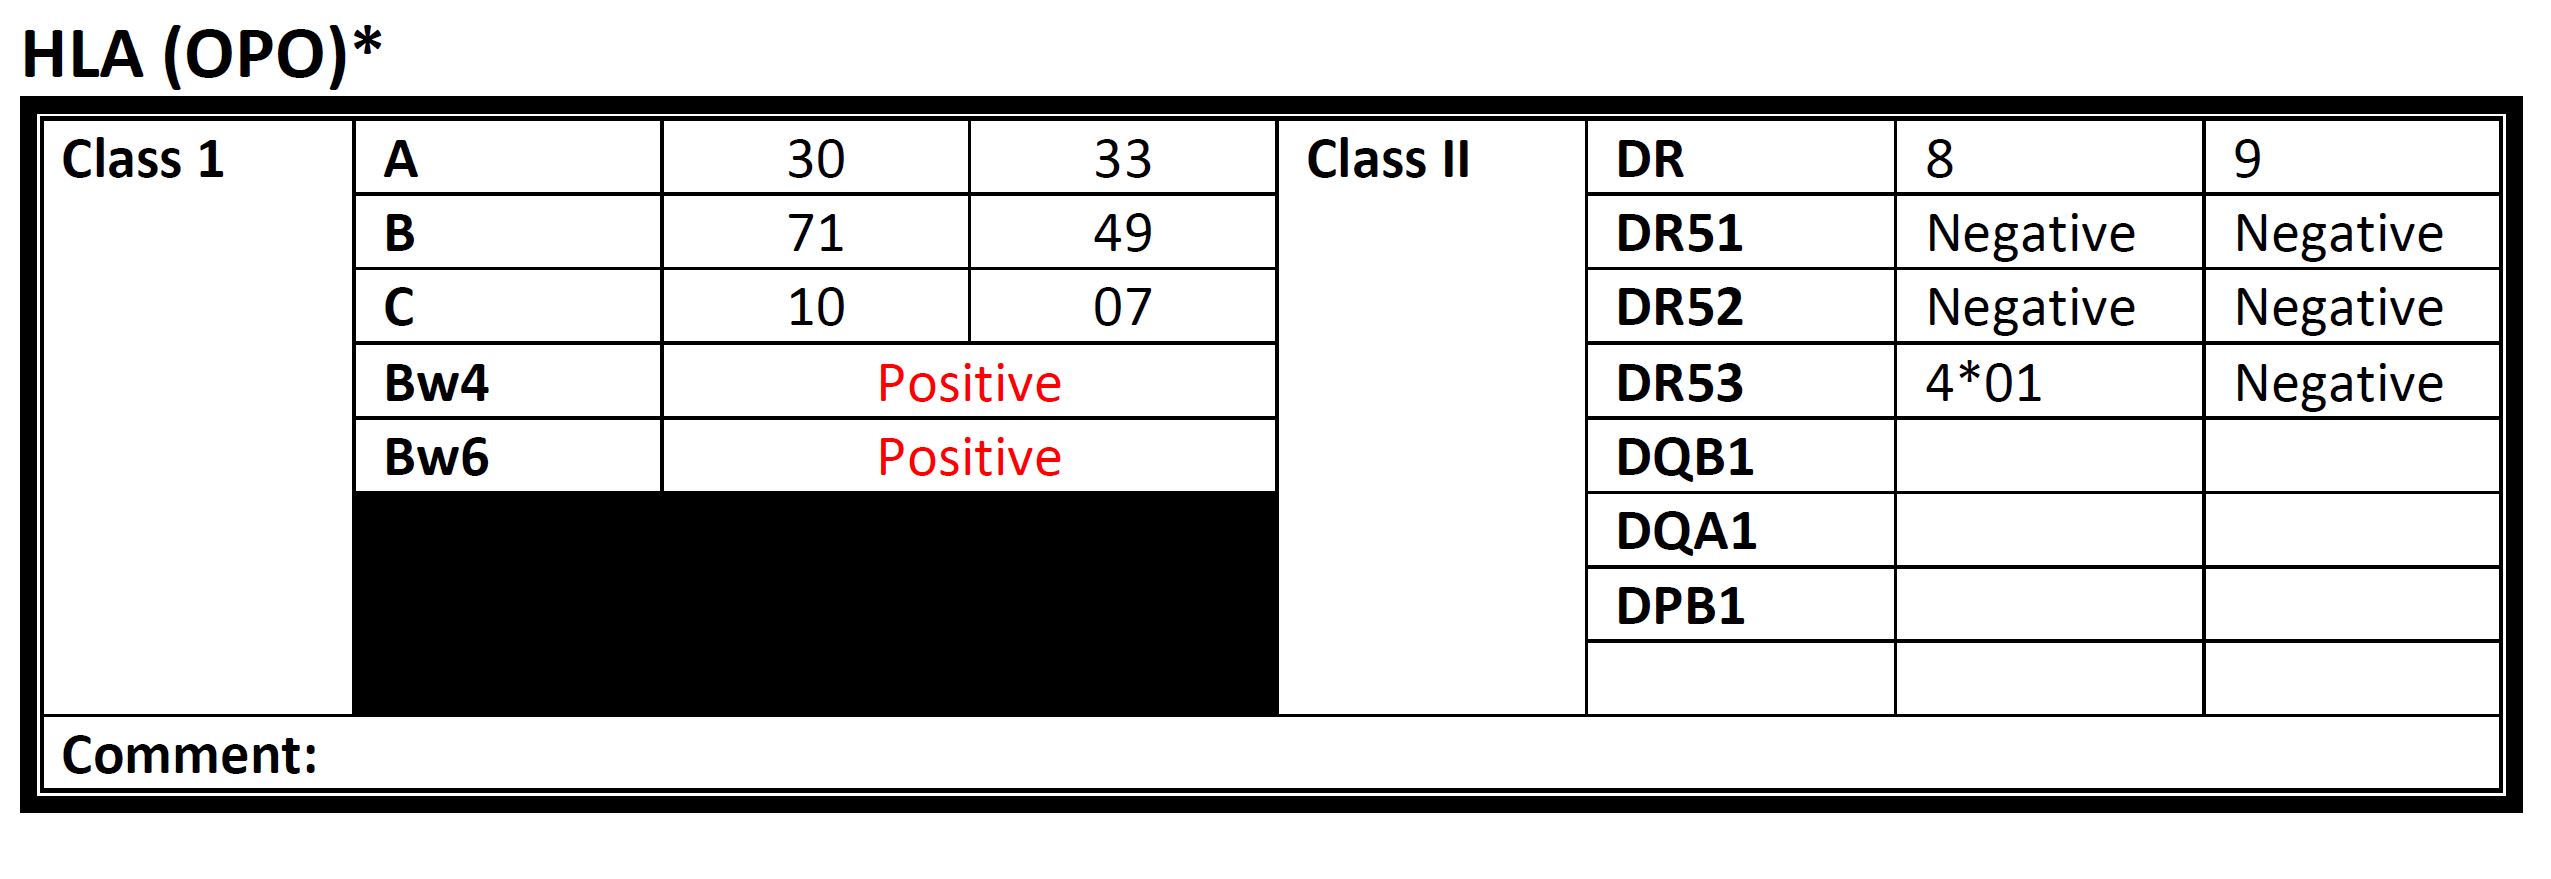 HLA (OPO)*
Class 1 A 30 33 Class II DR 8 9
B 71 49 DR51 Negative Negative
C 10 07 DR52 Negative Negative
Bw4 Positive DR53 4*01 Negative
Bw6 Positive DQB1
DQA1
DPB1
Comment: